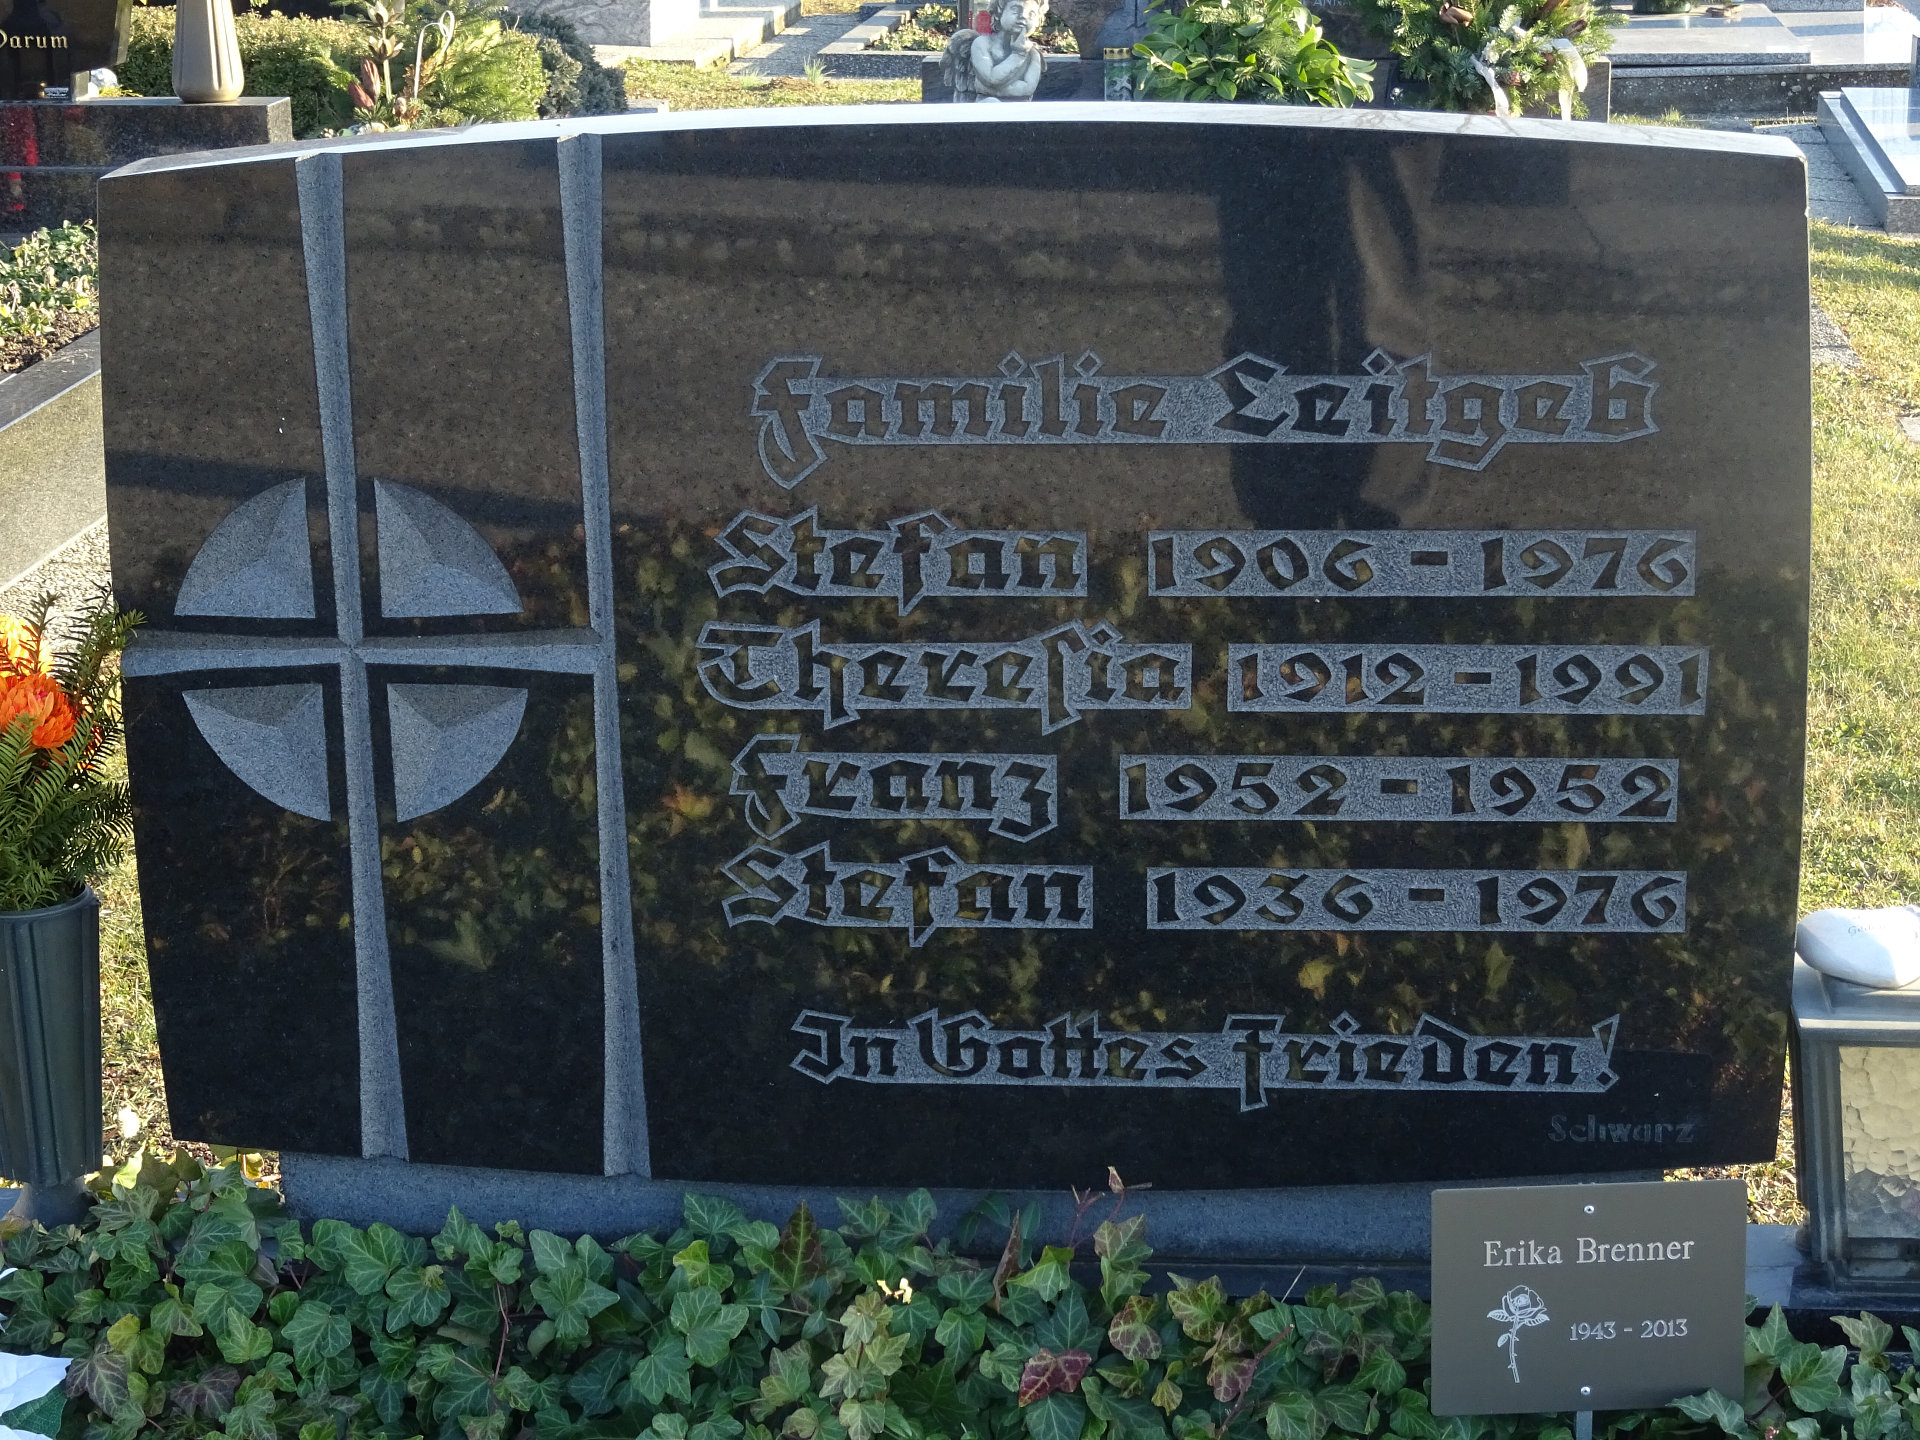 Darum
Familie Leitgeb
Stefan 1906 - 1976
Theresia 1912 - 1991
Franz 1952 - 1952
Stefan 1936 - 1976
In Gottes Frieden!
Schwarz
Erika Brenner
1943 - 2013